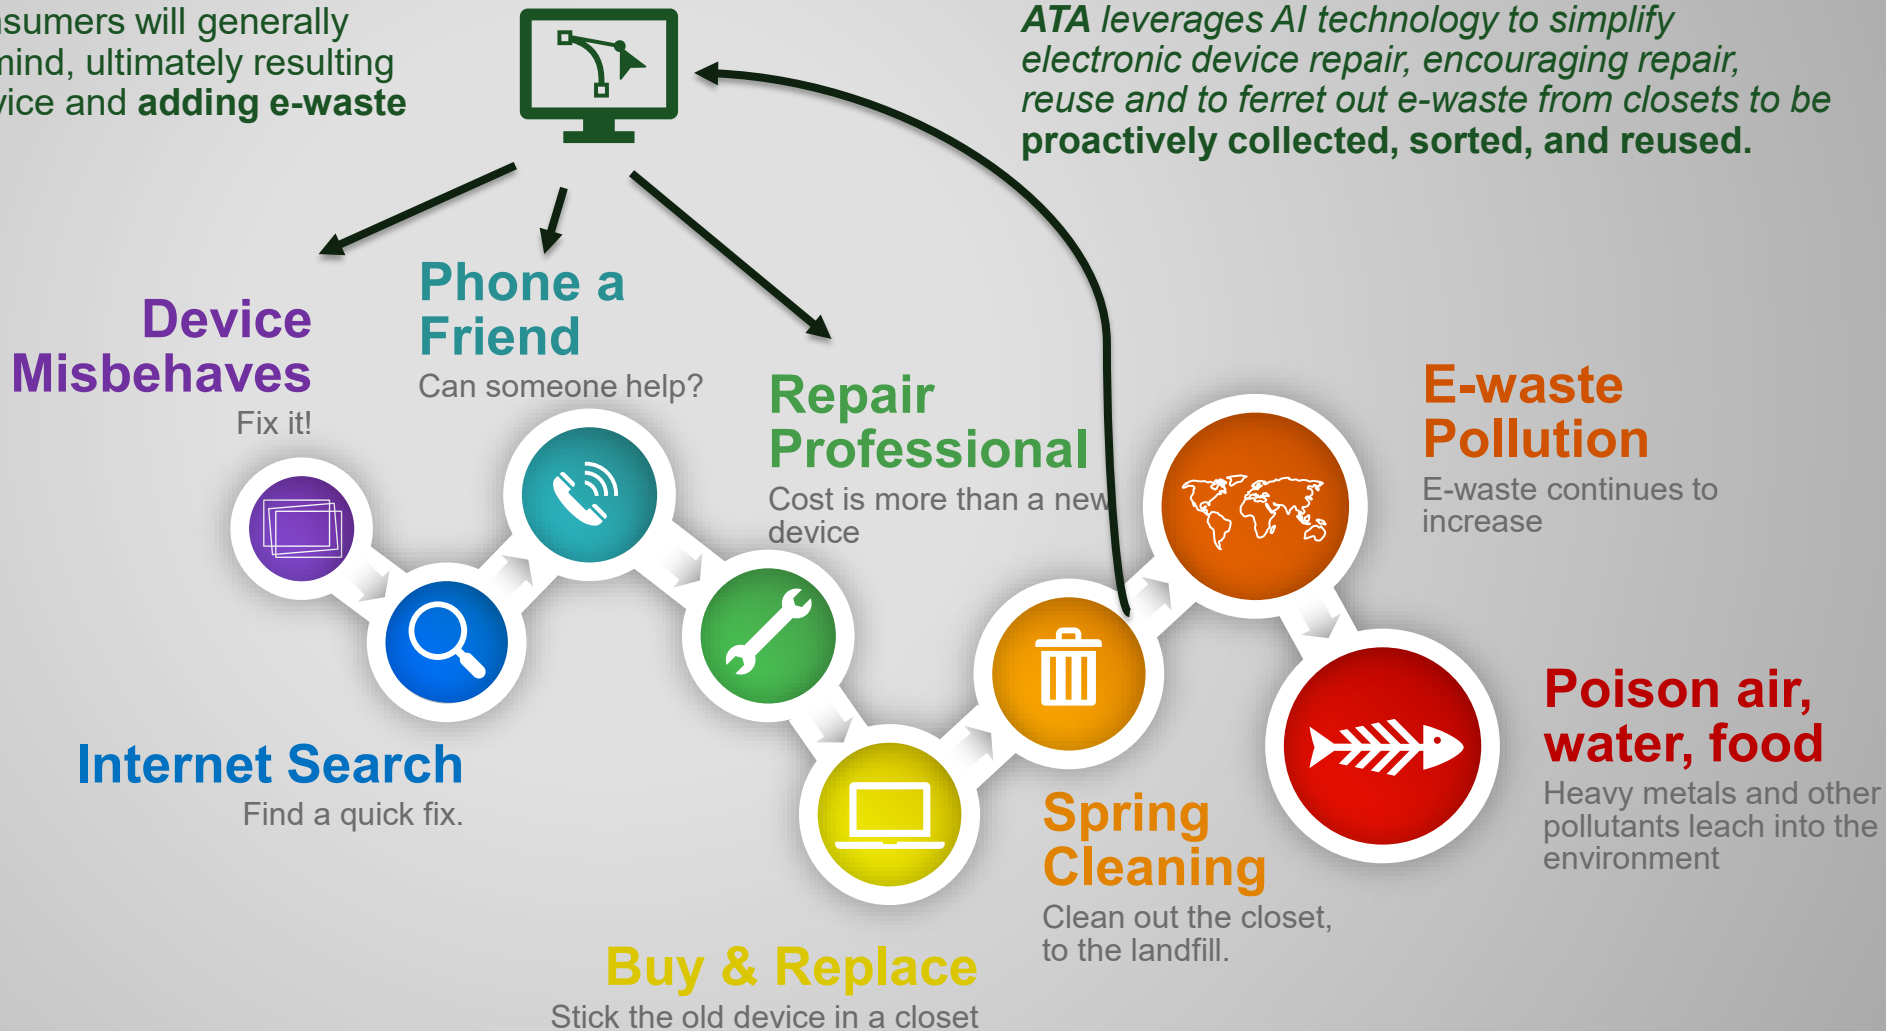 nsumers will generally
mind, ultimately resulting
vice and adding e-waste
ATA leverages AI technology to simplify
electronic device repair, encouraging repair,
reuse and to ferret out e-waste from closets to be
proactively collected, sorted, and reused.
Device
Misbehaves
Fix it!
Phone a
Friend
Can someone help?
Repair
Professional
Cost is more than a new
device
E-waste
Pollution
E-waste continues to
increase
Internet Search
Find a quick fix.
Poison air,
water, food
Heavy metals and other
pollutants leach into the
environment
Spring
Cleaning
Clean out the closet,
to the landfill.
Buy & Replace
Stick the old device in a closet